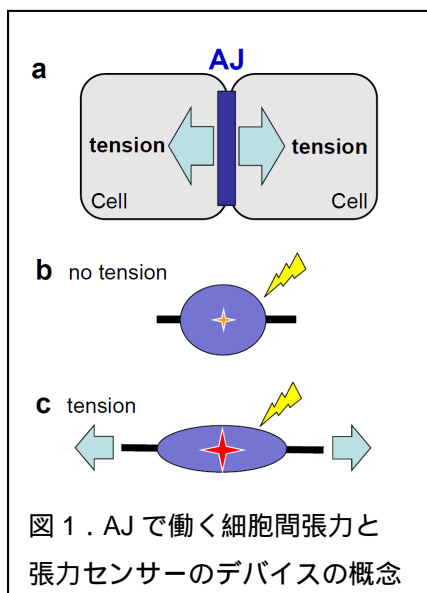 a
AJ
tension
tension
Cell
Cell
b no tension
c tension
図 1．AJ で働く細胞間張力と
張力センサーのデバイスの概念